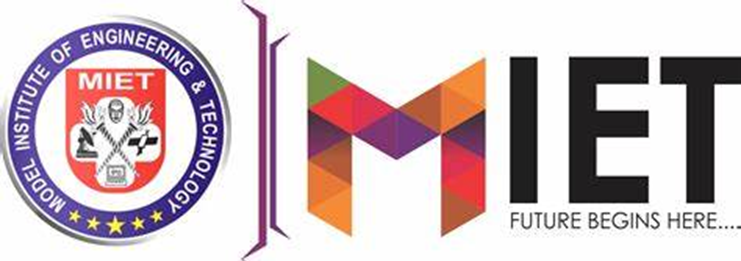 MODEL INSTITUTE OF ENGINEERING & TECHNOLOGY
MIET
MIET
FUTURE BEGINS HERE....